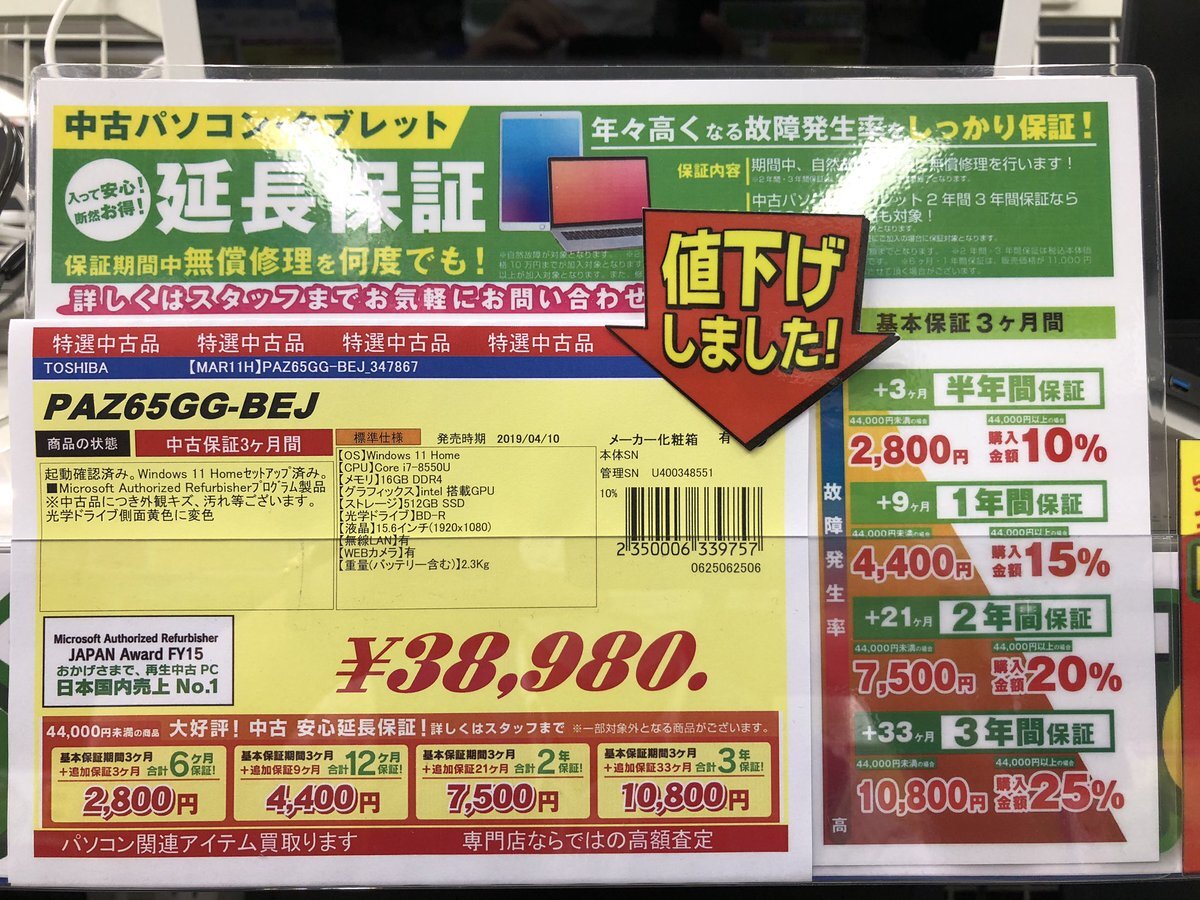 中古パソコン・タブレット
入って安心!
断然お得!
延長保証
保証期間中無償修理を何度でも!
年々高くなる故障発生率をしっかり保証!
保証内容
期間中、自然故 無償修理を行います!
中古パソ レット2年間3年間保証なら
も対象!
詳しくはスタッフまでお気軽にお問い合わせ
値下げ
しました!
特選中古品 特選中古品 特選中古品 特選中古品
TOSHIBA 【MAR11H】PAZ65GG-BEJ_347867
PAZ65GG-BEJ
商品の状態 中古保証3ヶ月間
起動確認済み。Windows 11 Homeセットアップ済み。
■Microsoft Authorized Refurbisherプログラム製品
※中古品につき外観キズ、汚れ等ございます。
光学ドライブ側面黄色に変色
標準仕様 発売時期 2019/04/10 メーカー化粧箱 有
【OS】Windows 11 Home
【CPU】Core i7-8550U
【メモリ】16GB DDR4
【グラフィックス】intel 搭載GPU
【ストレージ】512GB SSD
【光学ドライブ】BD-R
【液晶】15.6インチ(1920x1080)
【無線LAN】有
【WEBカメラ】有
【重量(バッテリー含む)】2.3Kg
本体SN
管理SN U400348551
10%
2350006 339757
0625062506
Microsoft Authorized Refurbisher
JAPAN Award FY15
おかげさまで、再生中古PC
日本国内売上 No.1
¥38,980.
44,000円未満の商品 大好評!中古 安心延長保証!詳しくはスタッフまで ※一部対象外となる商品がございます。
基本保証期間3ヶ月
+追加保証3ヶ月 合計6ヶ月保証!
2,800円
基本保証期間3ヶ月
+追加保証9ヶ月 合計12ヶ月保証!
4,400円
基本保証期間3ヶ月
+追加保証21ヶ月 合計2年保証!
7,500円
基本保証期間3ヶ月
+追加保証33ヶ月 合計3年保証!
10,800円
パソコン関連アイテム買取ります 専門店ならではの高額査定
基本保証3ヶ月間
故障発生率
高
+3ヶ月 半年間保証
44,000円未満の場合 44,000円以上の場合
2,800円 購入金額10%
+9ヶ月 1年間保証
44,000円未満の場合 44,000円以上の場合
4,400円 購入金額15%
+21ヶ月 2年間保証
44,000円未満の場合 44,000円以上の場合
7,500円 購入金額20%
+33ヶ月 3年間保証
44,000円未満の場合 44,000円以上の場合
10,800円 購入金額25%